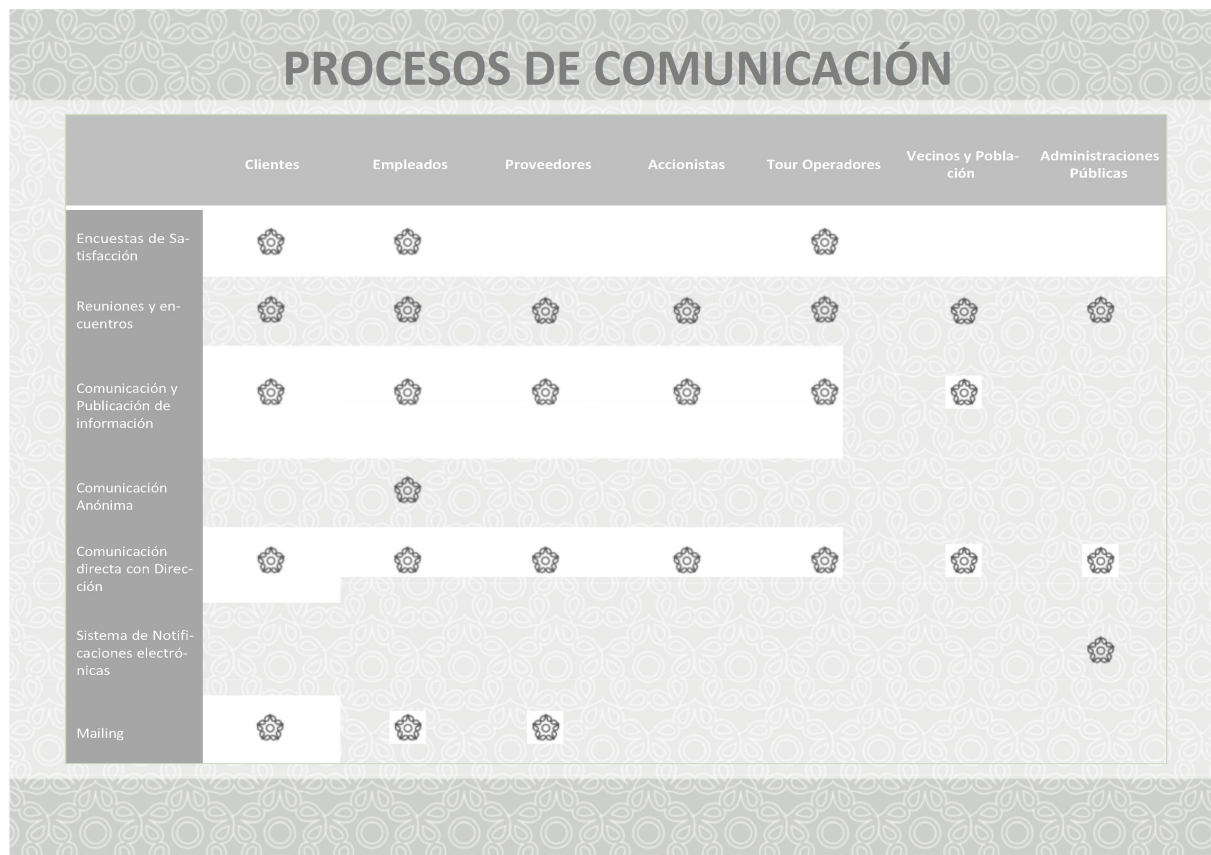 PROCESOS DE COMUNICACIÓN
Clientes
Empleados
Proveedores
Accionistas
Tour Operadores
Vecinos y Pobla-
ción
Administraciones
Públicas
Encuestas de Sa-
tisfacción
Reuniones y en-
cuentros
Comunicación y
Publicación de
información
Comunicación
Anónima
Comunicación
directa con Direc-
ción
Sistema de Notifi-
caciones electró-
nicas
Mailing